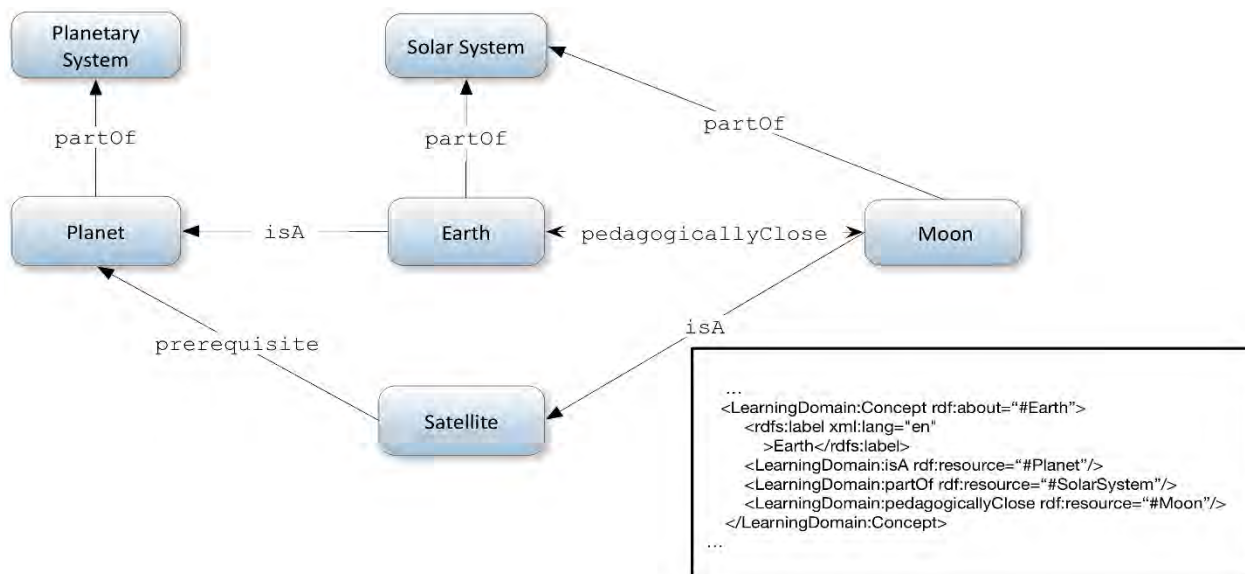 Planetary
System
Solar System
partOf
partOf
partOf
Planet
isA
Earth
pedagogicallyClose
Moon
prerequisite
isA
Satellite
...
<LearningDomain:Concept rdf:about=“#Earth”>
<rdfs:label xml:lang="en"
>Earth</rdfs:label>
<LearningDomain:isA rdf:resource=“#Planet”/>
<LearningDomain:partOf rdf:resource=“#SolarSystem”/>
<LearningDomain:pedagogicallyClose rdf:resource=“#Moon”/>
</LearningDomain:Concept>
...